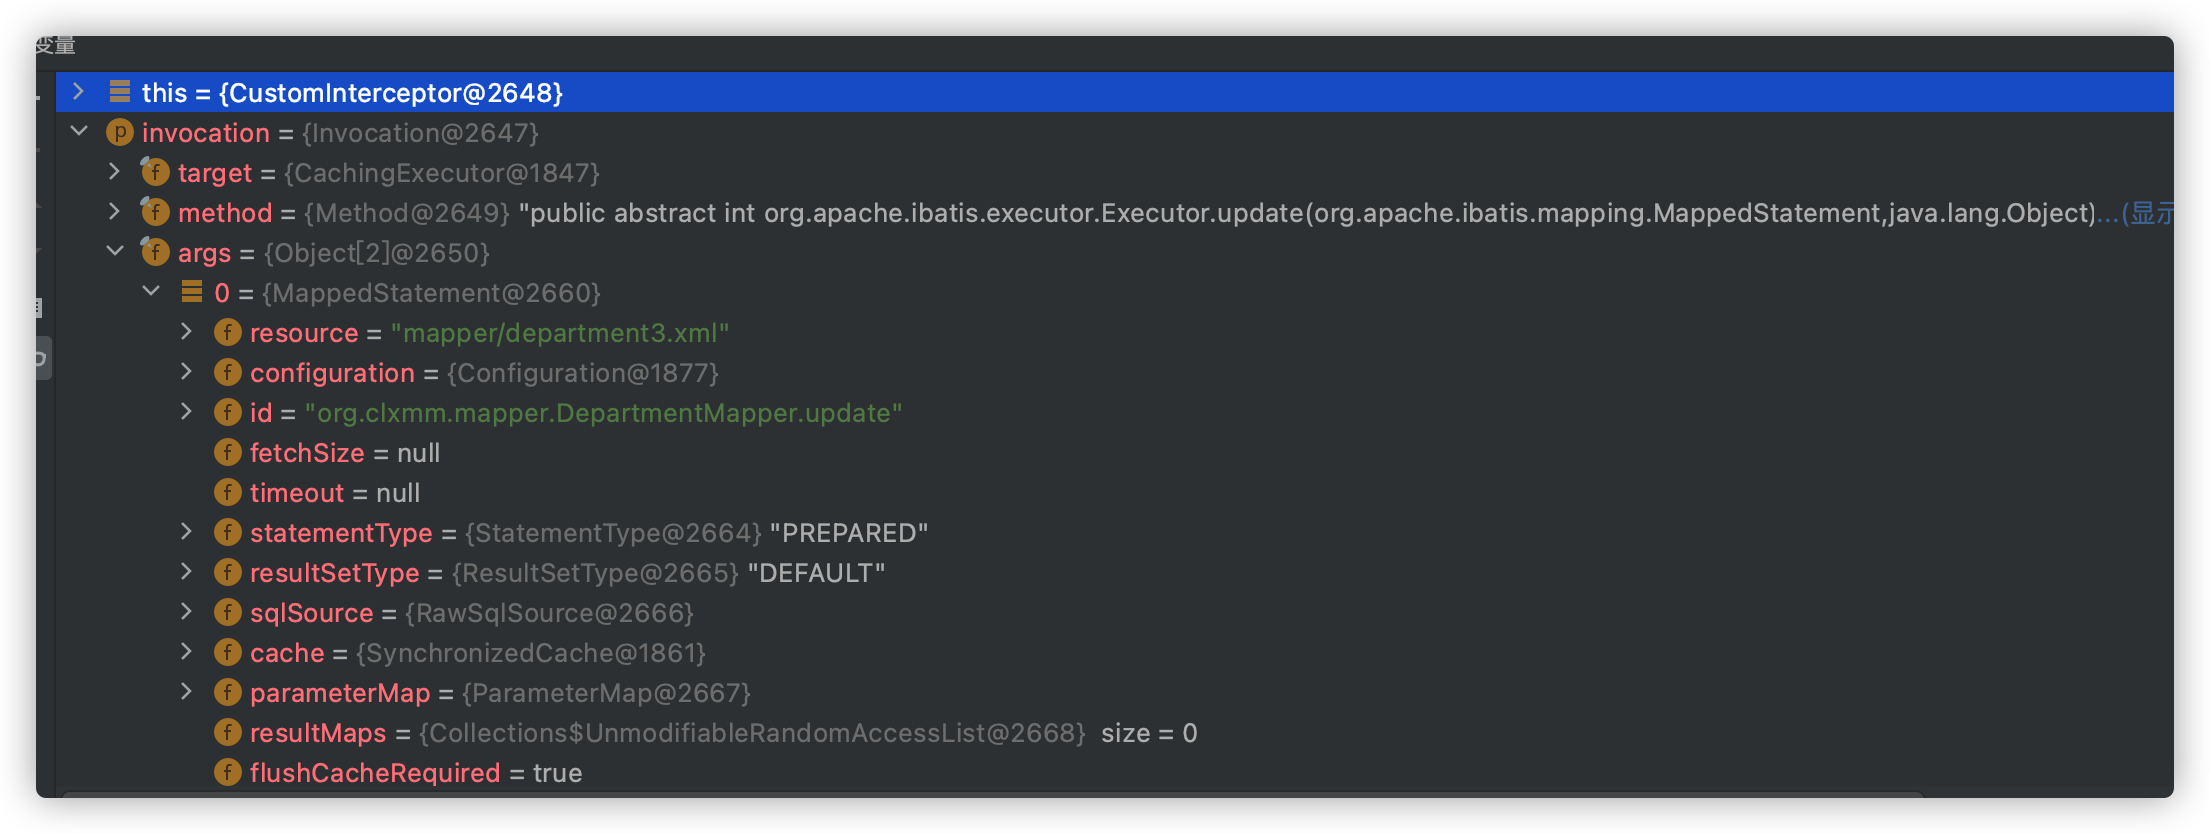 变量
this = {CustomInterceptor@2648}
p invocation = {Invocation@2647}
f target = {CachingExecutor@1847}
f method = {Method@2649} "public abstract int org.apache.ibatis.executor.Executor.update(org.apache.ibatis.mapping.MappedStatement,java.lang.Object)...(显示
f args = {Object[2]@2650}
0 = {MappedStatement@2660}
f resource = "mapper/department3.xml"
f configuration = {Configuration@1877}
f id = "org.clxmm.mapper.DepartmentMapper.update"
f fetchSize = null
f timeout = null
f statementType = {StatementType@2664} "PREPARED"
f resultSetType = {ResultSetType@2665} "DEFAULT"
f sqlSource = {RawSqlSource@2666}
f cache = {SynchronizedCache@1861}
f parameterMap = {ParameterMap@2667}
f resultMaps = {Collections$UnmodifiableRandomAccessList@2668} size = 0
f flushCacheRequired = true